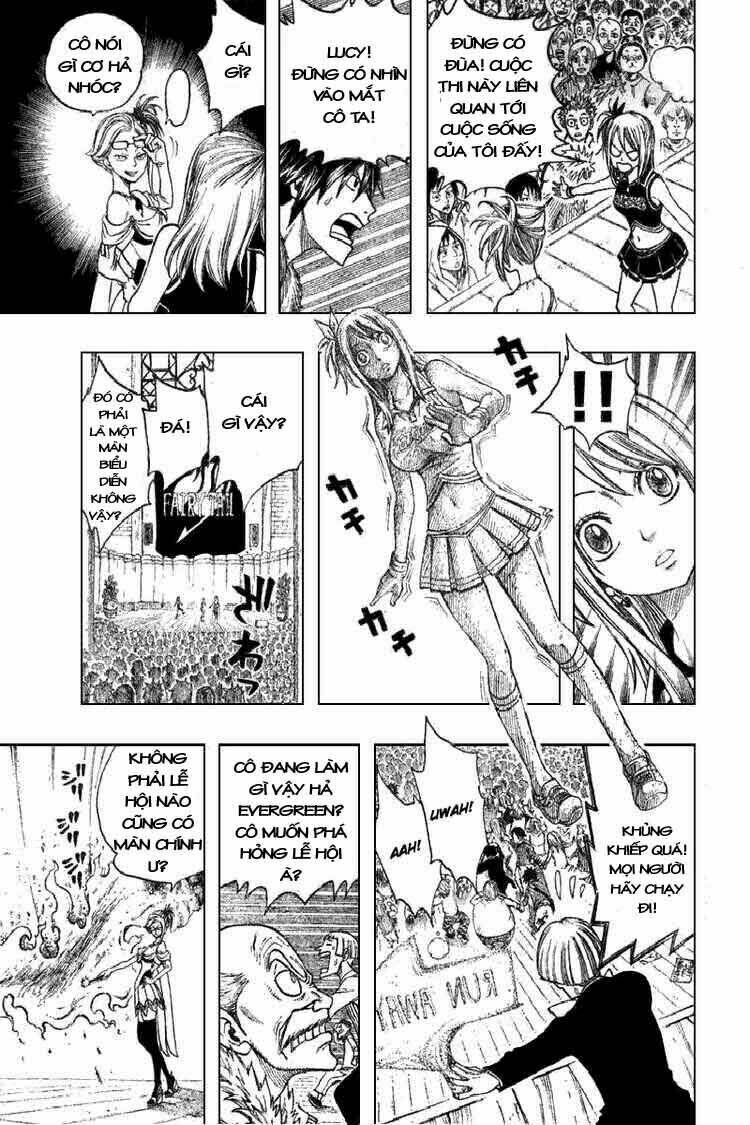 ĐỪNG CÓ
ĐÙA! CUỘC
THI NÀY LIÊN
QUAN TỚI
CUỘC SỐNG
CỦA TÔI ĐẤY!
LUCY!
ĐỪNG CÓ NHÌN
VÀO MẮT
CÔ TA!
CÁI
GÌ?
CÔ NÓI
GÌ CƠ HẢ
NHÓC?
!!
カチ
カチ
カチ
CÁI
GÌ VẬY?
ĐÁ!
ĐÓ CÓ
PHẢI
LÀ MỘT
MÀN
BIỂU
DIỄN
KHÔNG
VẬY?
FAIRYTAIL
ざわっ
KHỦNG
KHIẾP QUÁ!
MỌI NGƯỜI
HÃY CHẠY
ĐI!
UWAH!
AAH!
RUN AWAY
CÔ ĐANG LÀM
GÌ VẬY HẢ
EVERGREEN?
CÔ MUỐN PHÁ
HỎNG LỄ HỘI
À?
KHÔNG
PHẢI LỄ
HỘI NÀO
CŨNG CÓ
MÀN CHÍNH
Ư?